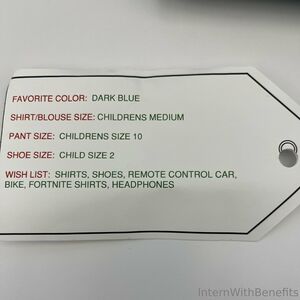 FAVORITE COLOR: DARK BLUE
SHIRT/BLOUSE SIZE: CHILDRENS MEDIUM
PANT SIZE: CHILDRENS SIZE 10
SHOE SIZE: CHILD SIZE 2
WISH LIST: SHIRTS, SHOES, REMOTE CONTROL CAR,
BIKE, FORTNITE SHIRTS, HEADPHONES
InternWithBenefits